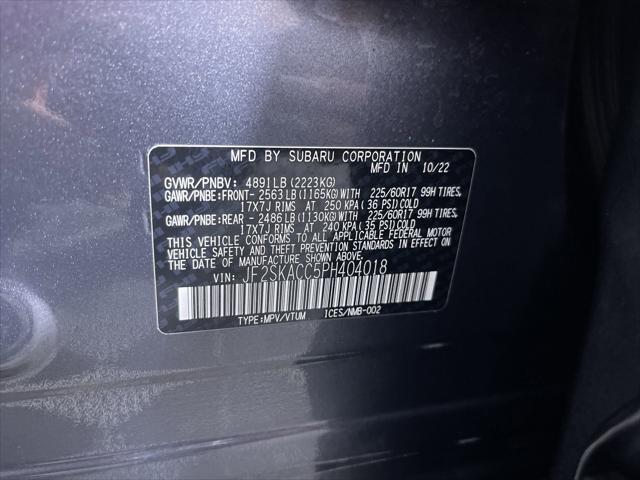 MFD BY SUBARU CORPORATION
MFD IN 10/22
GVWR/PNBV: 4891LB (2223KG)
GAWR/PNBE:FRONT- 2563LB (1165KG)WITH 225/60R17 99H TIRES,
17X7J RIMS AT 250 KPA (36 PSI)COLD
GAWR/PNBE:REAR - 2486LB (1130KG)WITH 225/60R17 99H TIRES,
17X7J RIMS AT 240 KPA (35 PSI)COLD
THIS VEHICLE CONFORMS TO ALL APPLICABLE FEDERAL MOTOR
VEHICLE SAFETY AND THEFT PREVENTION STANDARDS IN EFFECT
ON THE DATE OF MANUFACTURE SHOWN ABOVE.
VIN: JF2SKACC5PH404018
TYPE:MPV/VTUM ICES/NMB-002